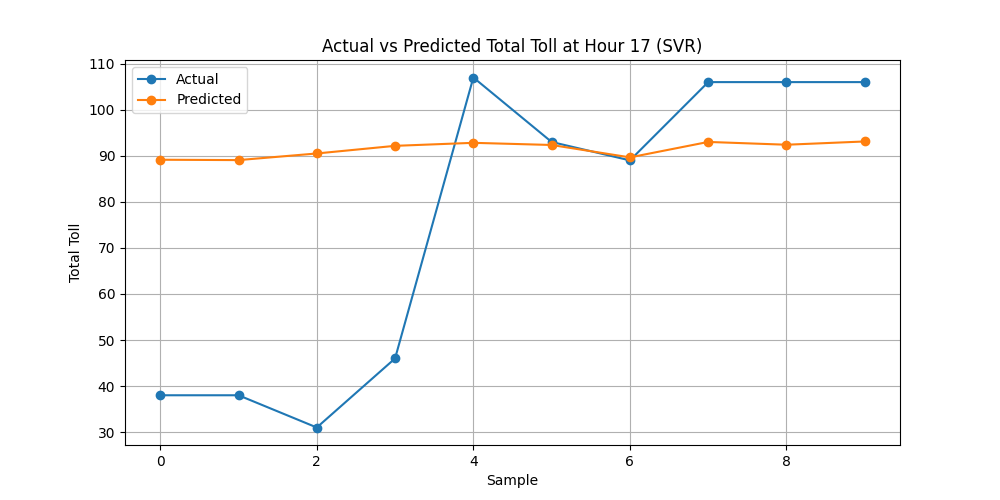 Actual vs Predicted Total Toll at Hour 17 (SVR)
Actual
Predicted
110
100
90
80
70
60
50
40
30
Total Toll
0 2 4 6 8
Sample